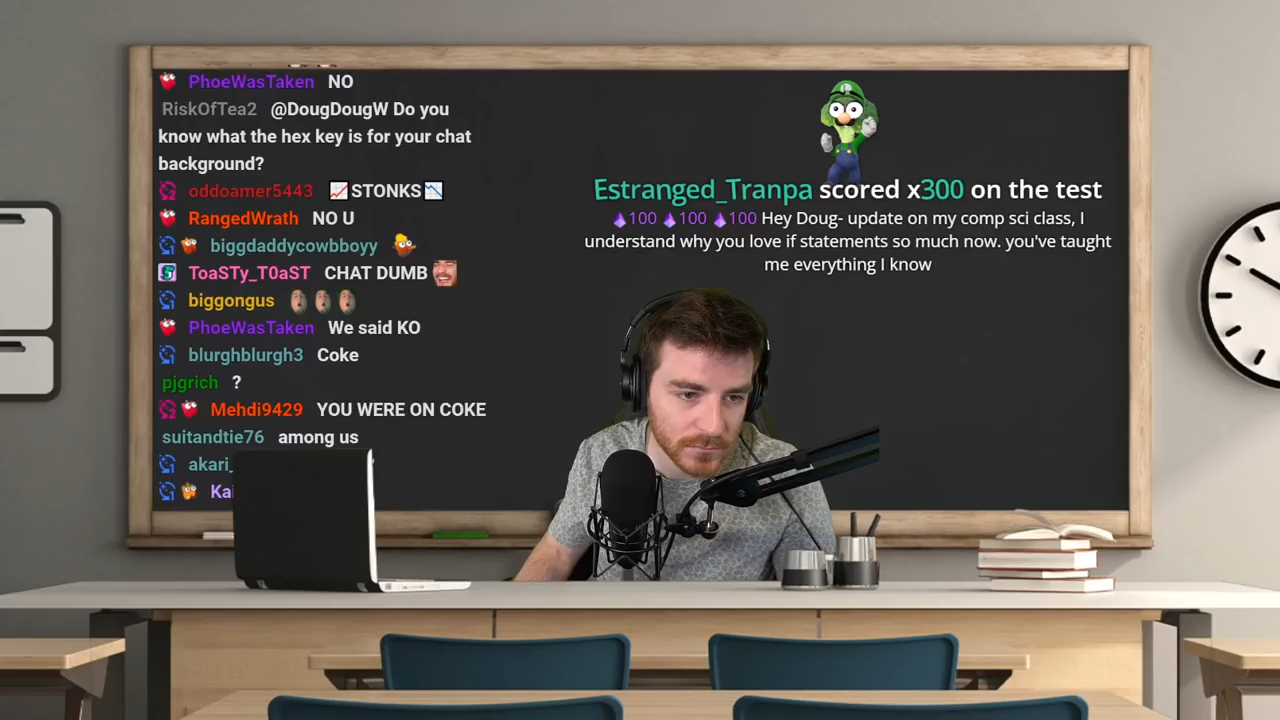 PhoeWasTaken NO
RiskOfTea2 @DougDougW Do you
know what the hex key is for your chat
background?
oddoamer5443 STONKS
RangedWrath NO U
biggdaddycowbboyy
ToaSTy_T0aST CHAT DUMB
biggongus
PhoeWasTaken We said KO
blurghblurgh3 Coke
pjgrich ?
Mehdi9429 YOU WERE ON COKE
suitandtie76 among us
Estranged_Tranpa scored x300 on the test
100 100 100 Hey Doug- update on my comp sci class, I
understand why you love if statements so much now. you've taught
me everything I know